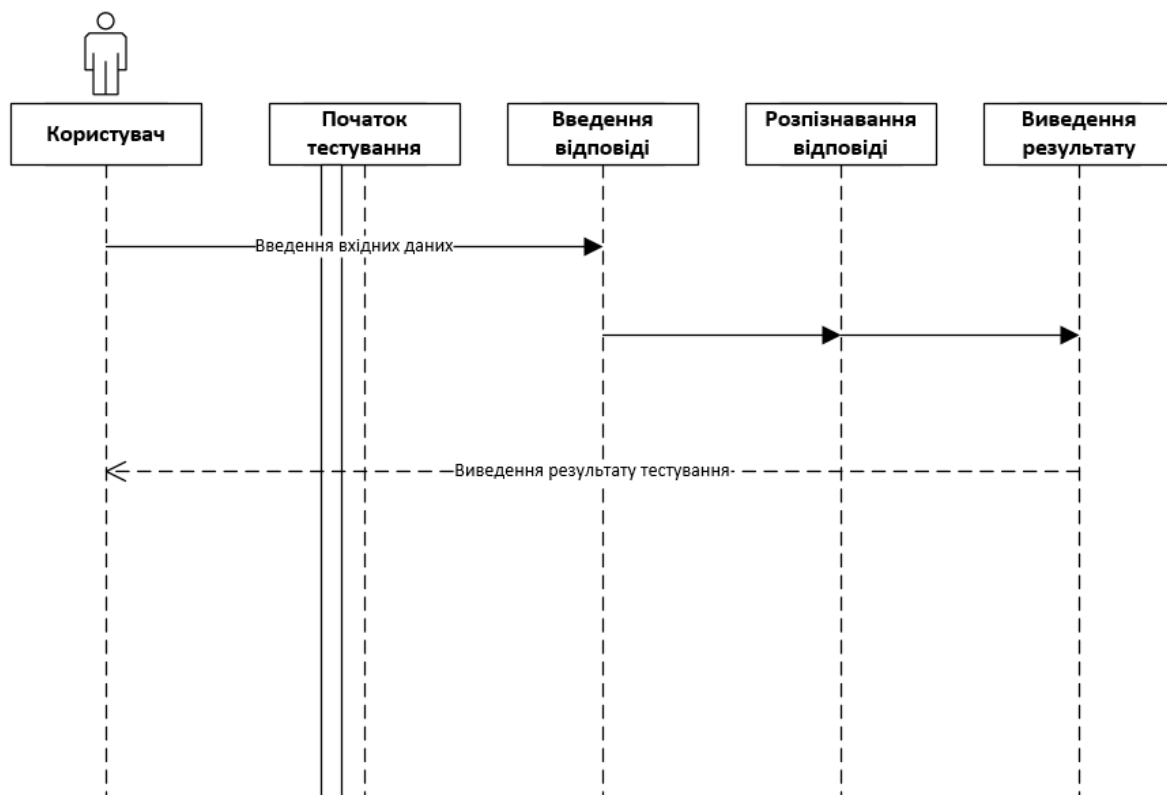 Користувач
Початок
тестування
Введення
відповіді
Розпізнавання
відповіді
Виведення
результату
Введення вхідних даних
Виведення результату тестування